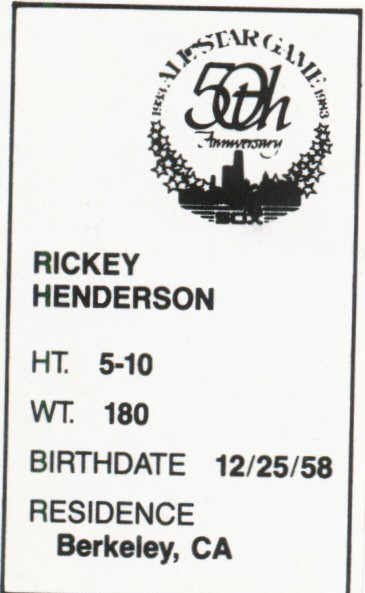 1933 ALL-STAR GAME 1983
50th
Anniversary
SOX
RICKEY
HENDERSON
HT. 5-10
WT. 180
BIRTHDATE 12/25/58
RESIDENCE
Berkeley, CA